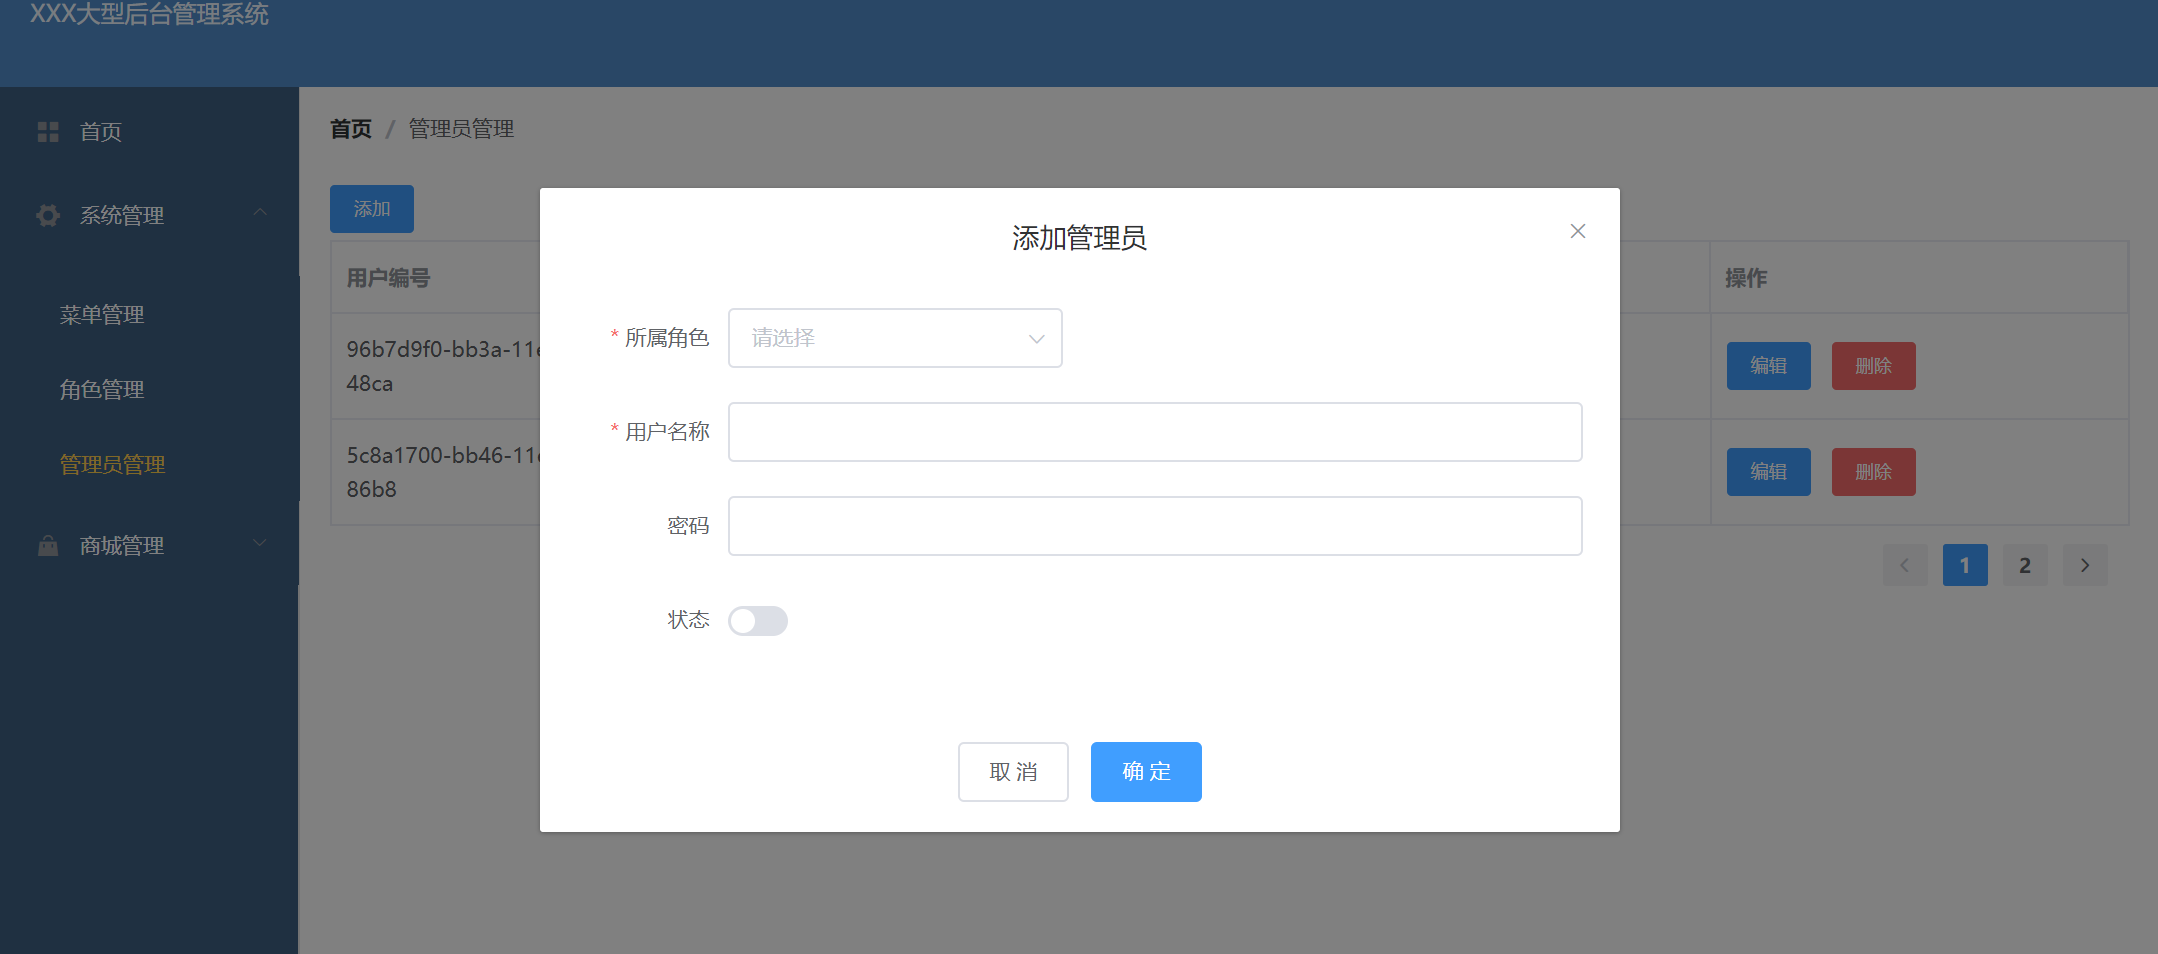 XXX大型后台管理系统
首页
系统管理
菜单管理
角色管理
管理员管理
商城管理
首页 / 管理员管理
添加
用户编号
操作
96b7d9f0-bb3a-11
48ca
编辑
删除
5c8a1700-bb46-11
86b8
编辑
删除
1
2
添加管理员
* 所属角色
请选择
* 用户名称
密码
状态
取 消
确 定